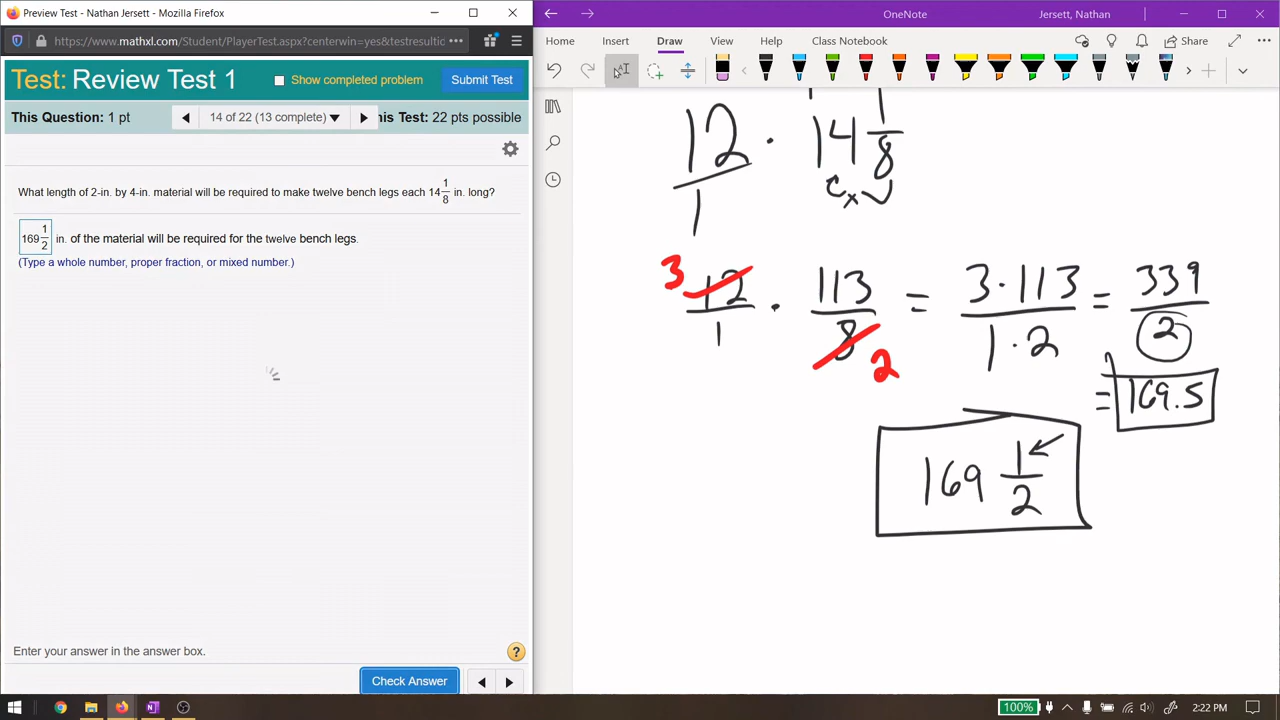 Preview Test - Nathan Jersett - Mozilla Firefox
https://www.mathxl.com/Student/PlayerTest.aspx?centerwin=yes&testresultid
Test: Review Test 1
Show completed problem
Submit Test
This Question: 1 pt
14 of 22 (13 complete)
his Test: 22 pts possible
What length of 2-in. by 4-in. material will be required to make twelve bench legs each 14 1/8 in. long?
169 1/2 in. of the material will be required for the twelve bench legs.
(Type a whole number, proper fraction, or mixed number.)
Enter your answer in the answer box.
?
Check Answer
OneNote
Jersett, Nathan
Home Insert Draw View Help Class Notebook
Share
12/1 · 14 1/8
x
3 12/1 · 113/8 2 = 3·113/1·2 = 339/2
= 169.5
169 1/2
100%
2:22 PM